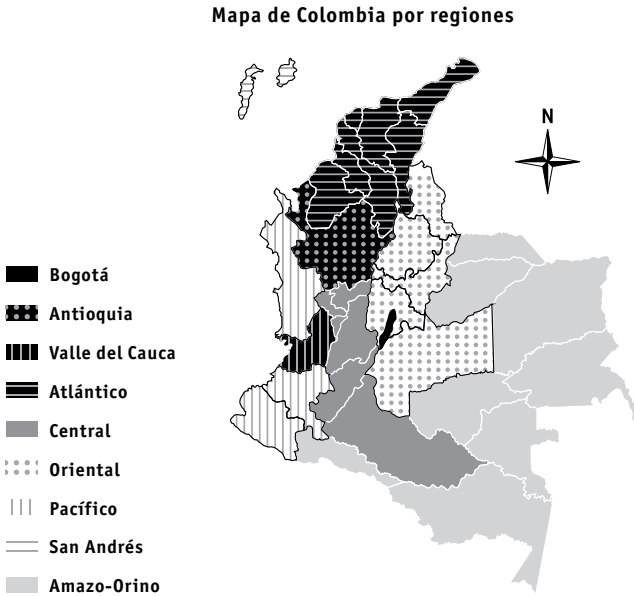 Mapa de Colombia por regiones
N
Bogotá
Antioquia
Valle del Cauca
Atlántico
Central
Oriental
Pacífico
San Andrés
Amazo-Orino